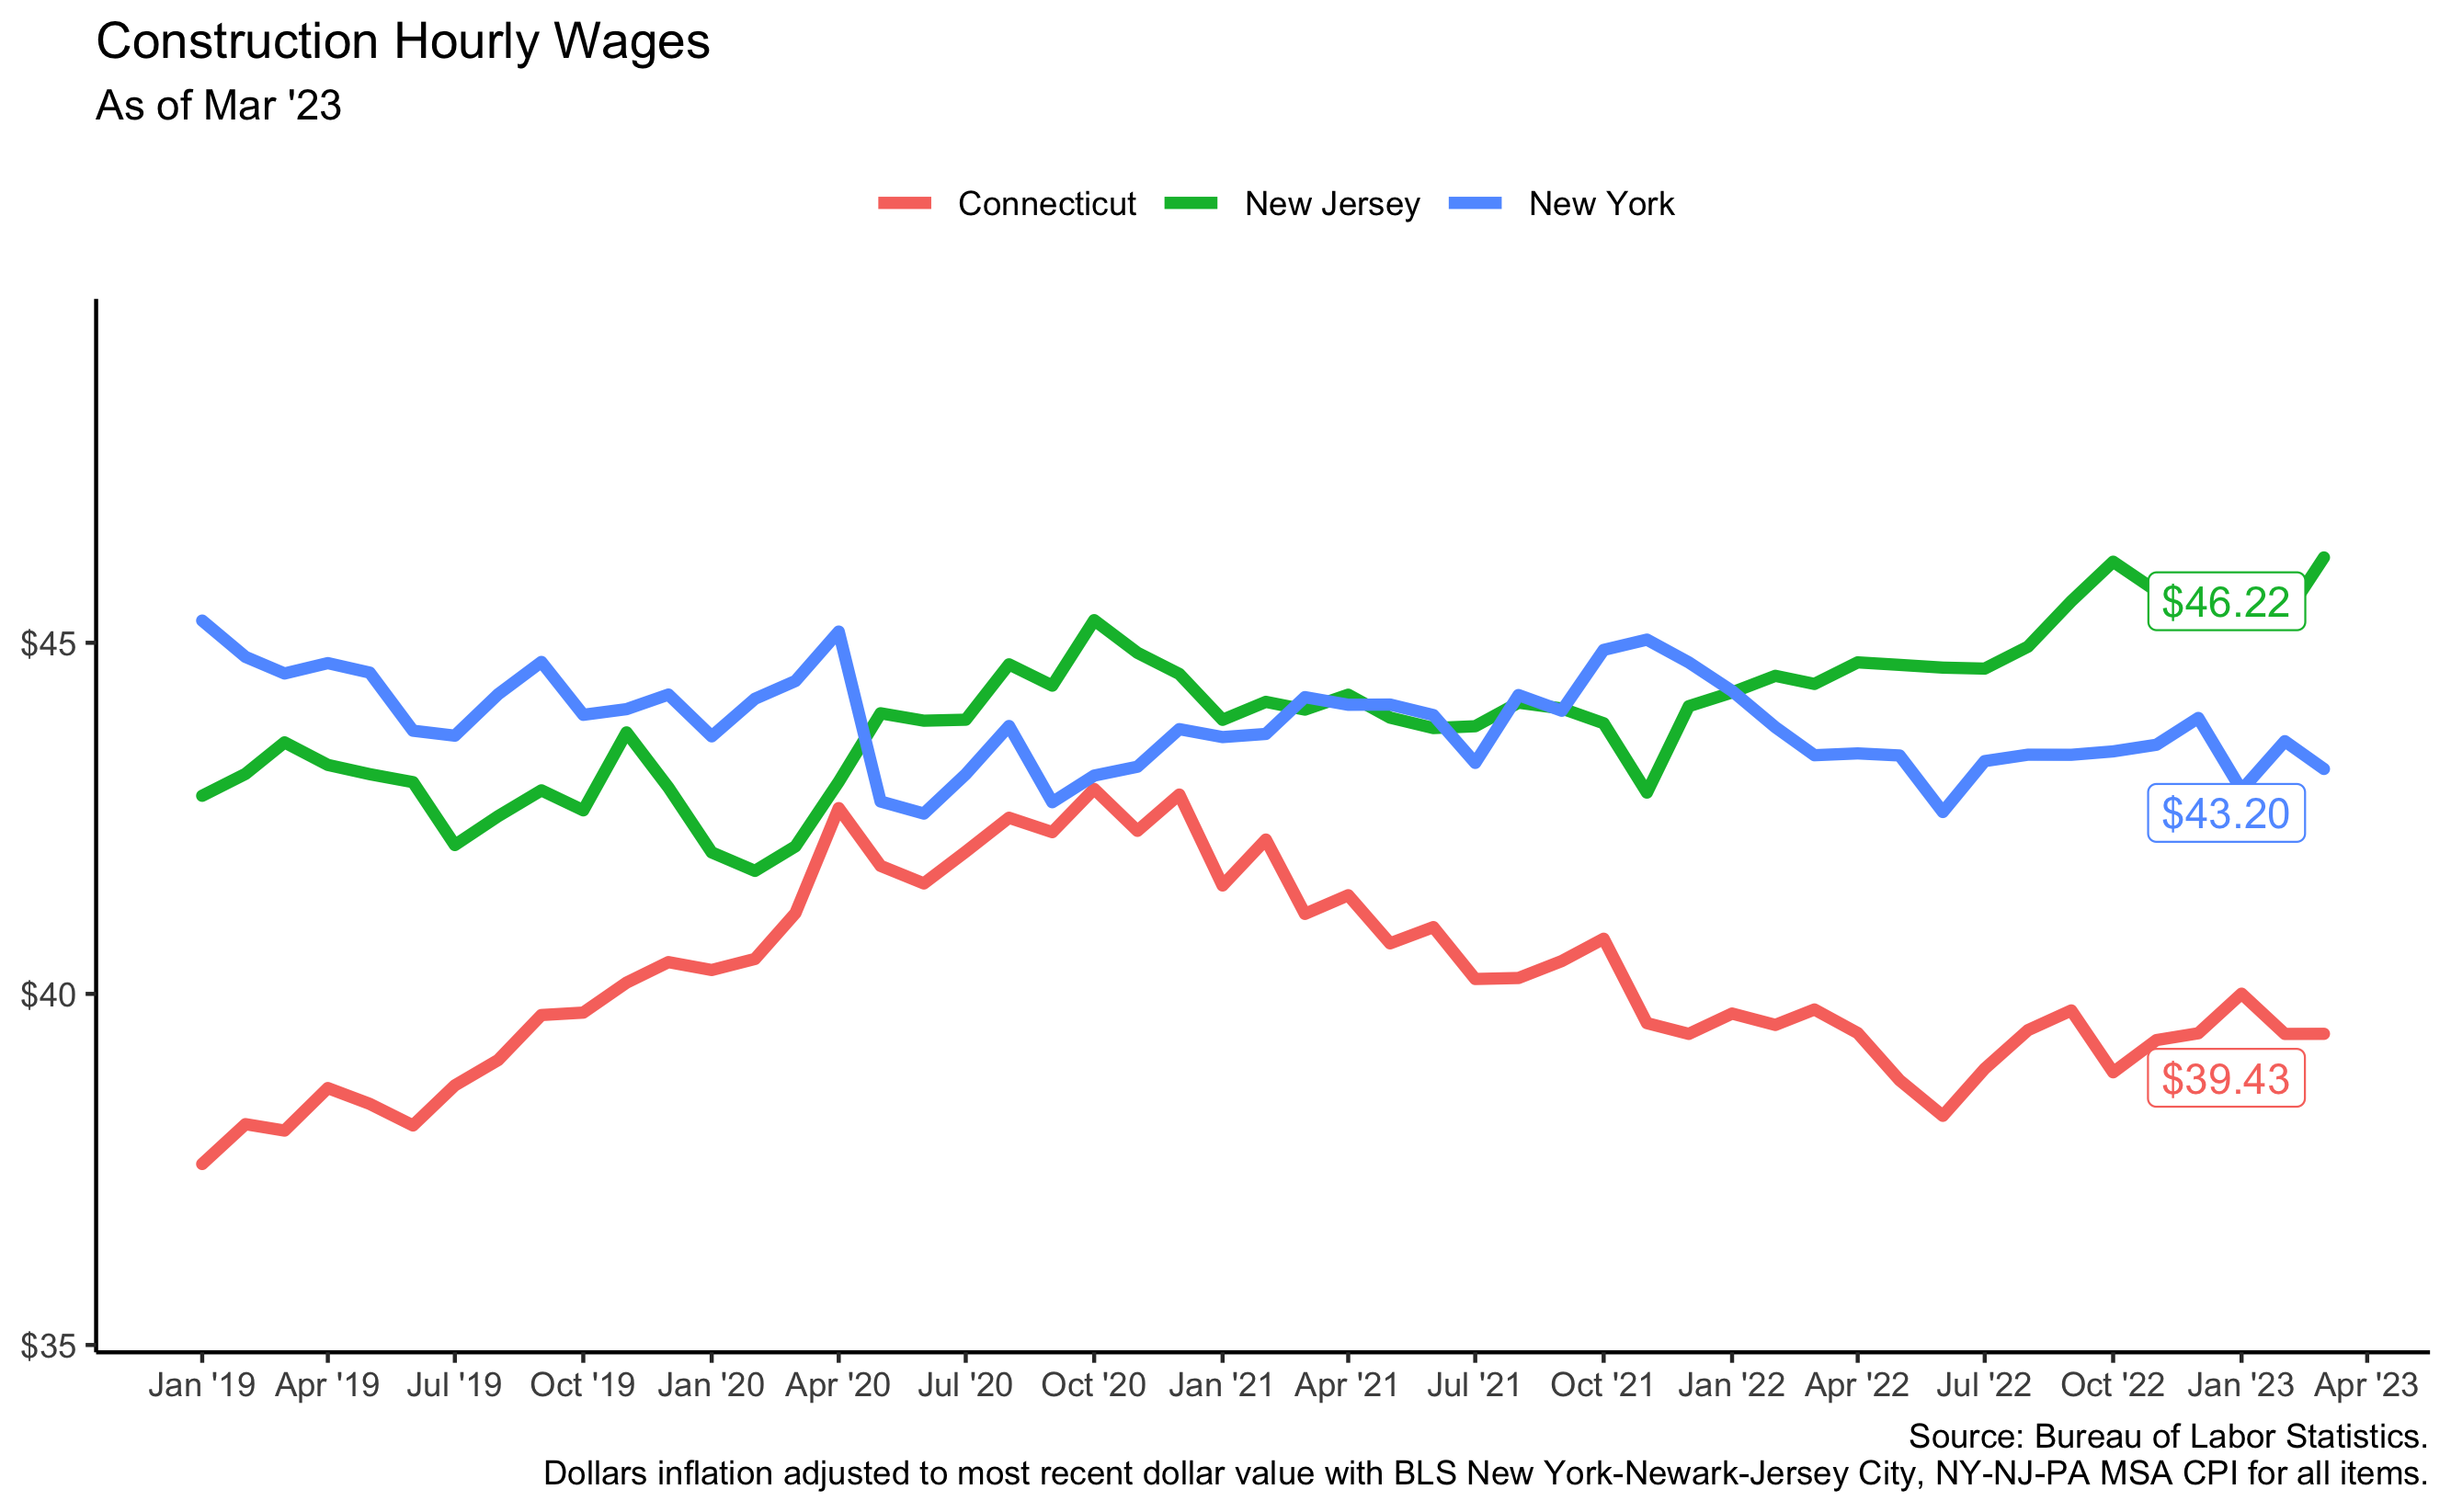 Construction Hourly Wages
As of Mar '23
Connecticut New Jersey New York
$45
$40
$35
$46.22
$43.20
$39.43
Jan '19 Apr '19 Jul '19 Oct '19 Jan '20 Apr '20 Jul '20 Oct '20 Jan '21 Apr '21 Jul '21 Oct '21 Jan '22 Apr '22 Jul '22 Oct '22 Jan '23 Apr '23
Source: Bureau of Labor Statistics.
Dollars inflation adjusted to most recent dollar value with BLS New York-Newark-Jersey City, NY-NJ-PA MSA CPI for all items.